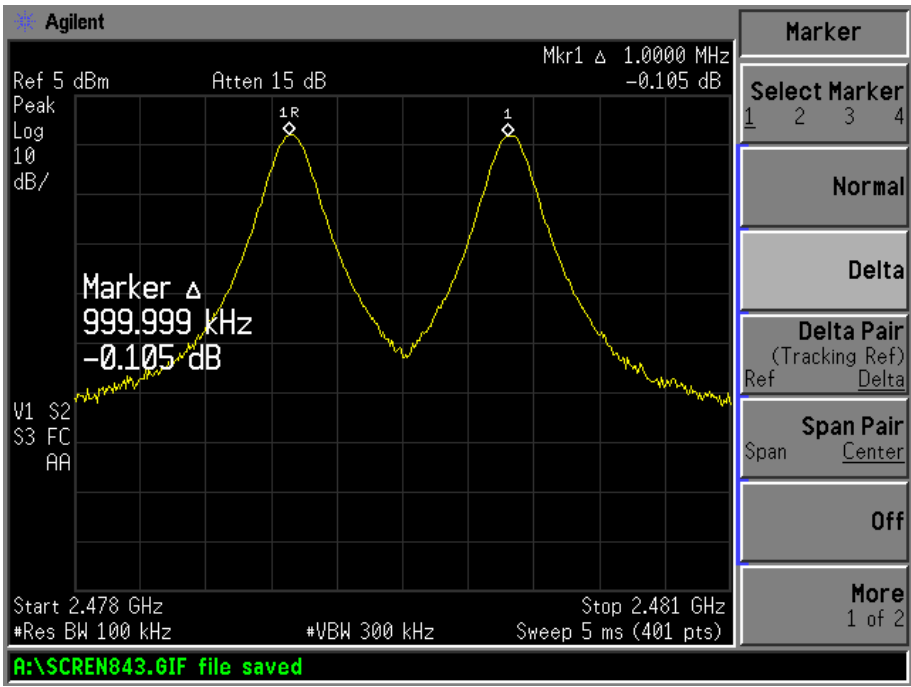 Agilent
Mkr1 Δ 1.0000 MHz
Ref 5 dBm Atten 15 dB -0.105 dB
Peak
Log
10
dB/
1R
1
Marker Δ
999.999 kHz
-0.105 dB
V1 S2
S3 FC
AA
Start 2.478 GHz Stop 2.481 GHz
#Res BW 100 kHz #VBW 300 kHz Sweep 5 ms (401 pts)
A:\SCREN843.GIF file saved
Marker
Select Marker
1 2 3 4
Normal
Delta
Delta Pair
(Tracking Ref)
Ref Delta
Span Pair
Span Center
Off
More
1 of 2